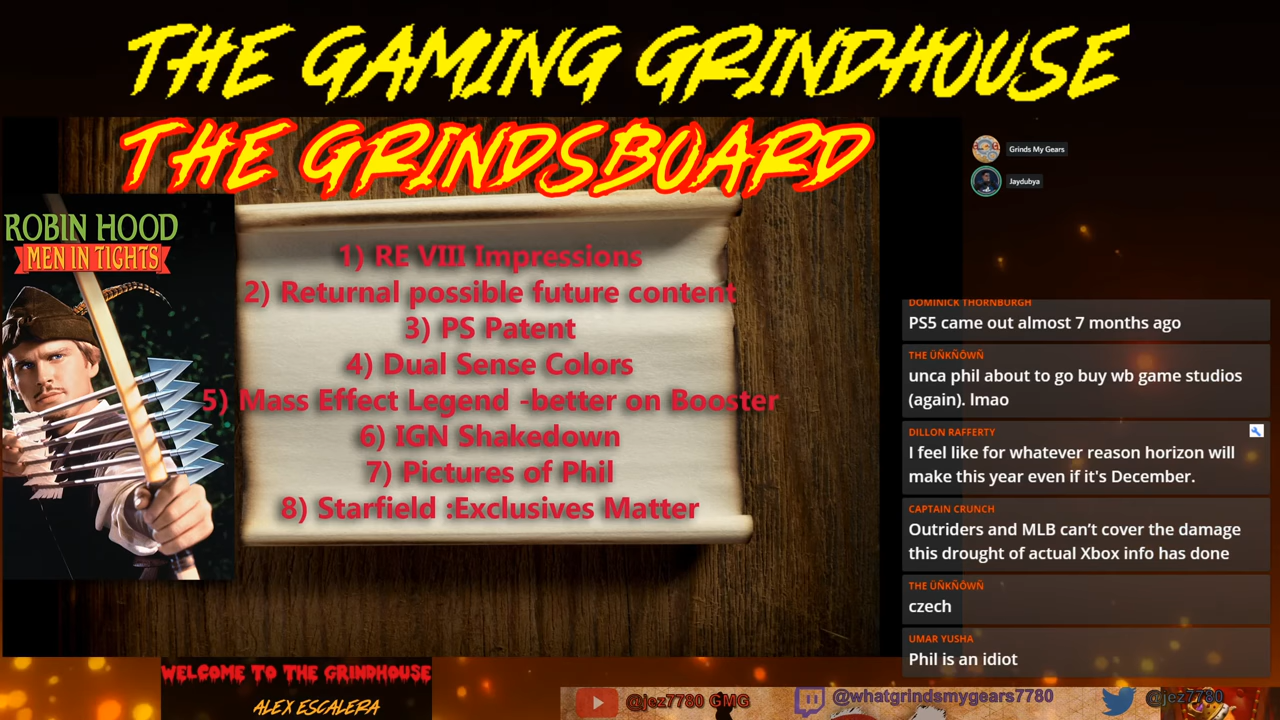 THE GAMING GRINDHOUSE
THE GRINDSBOARD
ROBIN HOOD
MEN IN TIGHTS
1) RE VIII Impressions
2) Returnal possible future content
3) PS Patent
4) Dual Sense Colors
5) Mass Effect Legend -better on Booster
6) IGN Shakedown
7) Pictures of Phil
8) Starfield :Exclusives Matter
Grinds My Gears
Jaydubya
DOMINICK THORNBURGH
PS5 came out almost 7 months ago
THE ÜÑKÑÖWÑ
unca phil about to go buy wb game studios
(again). lmao
DILLON RAFFERTY
I feel like for whatever reason horizon will
make this year even if it's December.
CAPTAIN CRUNCH
Outriders and MLB can’t cover the damage
this drought of actual Xbox info has done
THE ÜÑKÑÖWÑ
czech
UMAR YUSHA
Phil is an idiot
WELCOME TO THE GRINDHOUSE
ALEX ESCALERA
@jez7780 GMG
@whatgrindsmygears7780
@jez7780